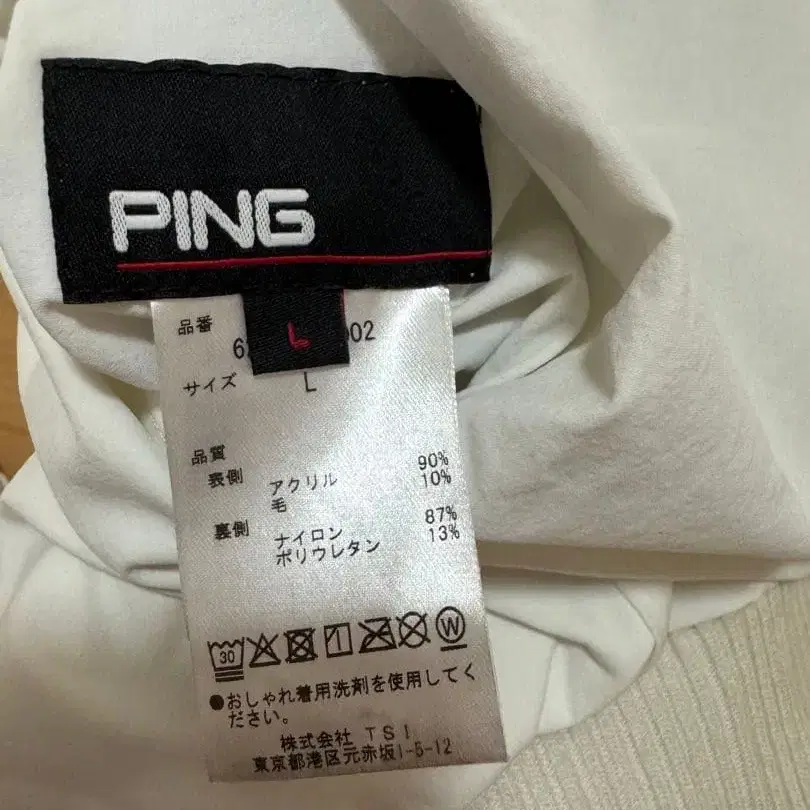 PING
L
品番
6 02
サイズ L
品質
表側 アクリル 90%
毛 10%
裏側 ナイロン 87%
ポリウレタン 13%
30 W
●おしゃれ着用洗剤を使用してく
ださい。
株式会社 TSI
東京都港区元赤坂1-5-12